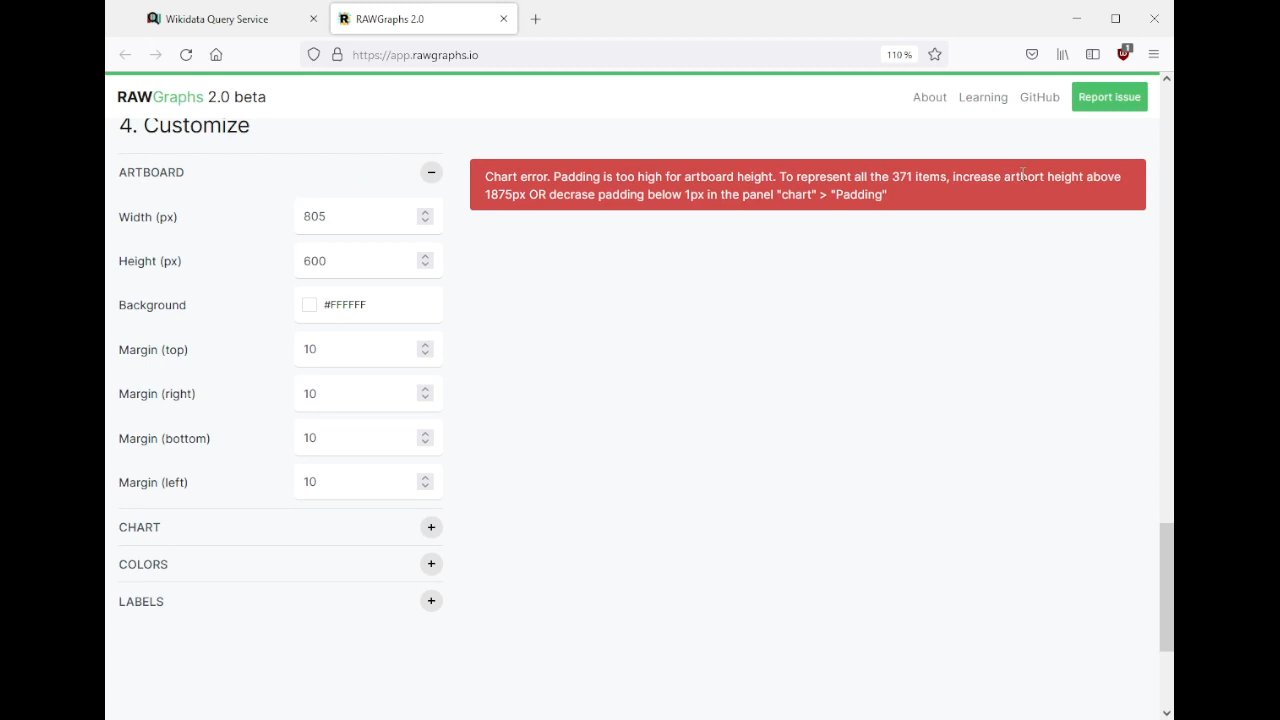 Wikidata Query Service
RAWGraphs 2.0
https://app.rawgraphs.io
110%
1
RAWGraphs 2.0 beta
About
Learning
GitHub
Report issue
4. Customize
ARTBOARD
Width (px)
805
Height (px)
600
Background
#FFFFFF
Margin (top)
10
Margin (right)
10
Margin (bottom)
10
Margin (left)
10
CHART
COLORS
LABELS
Chart error. Padding is too high for artboard height. To represent all the 371 items, increase artbort height above
1875px OR decrase padding below 1px in the panel "chart" > "Padding"